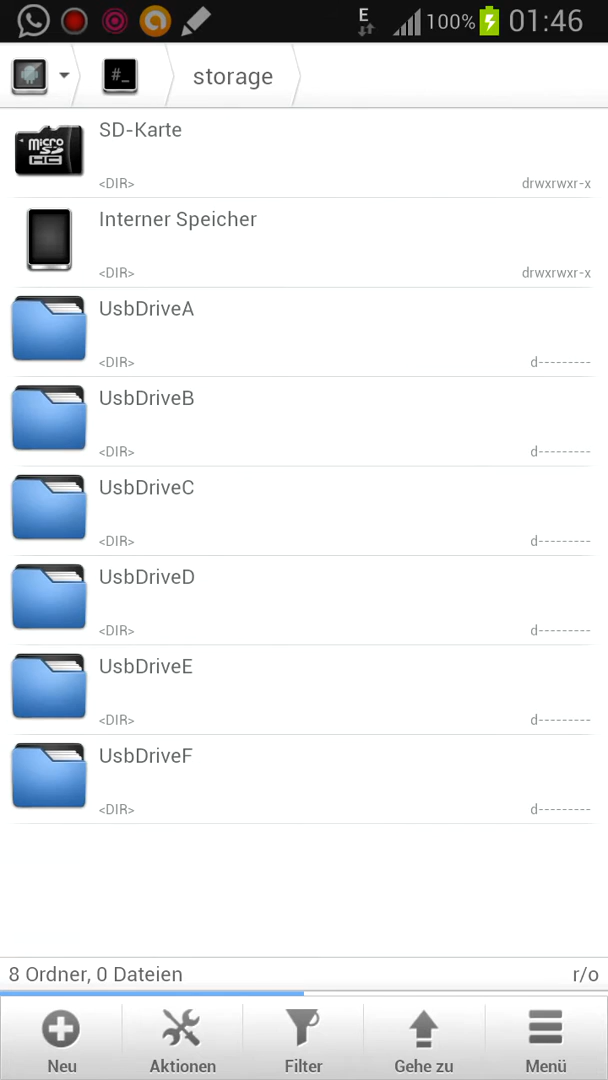 E 100% 01:46
#_ storage
micro SD HC
SD-Karte
<DIR> drwxrwxr-x
Interner Speicher
<DIR> drwxrwxr-x
UsbDriveA
<DIR> d---------
UsbDriveB
<DIR> d---------
UsbDriveC
<DIR> d---------
UsbDriveD
<DIR> d---------
UsbDriveE
<DIR> d---------
UsbDriveF
<DIR> d---------
8 Ordner, 0 Dateien r/o
Neu Aktionen Filter Gehe zu Menü